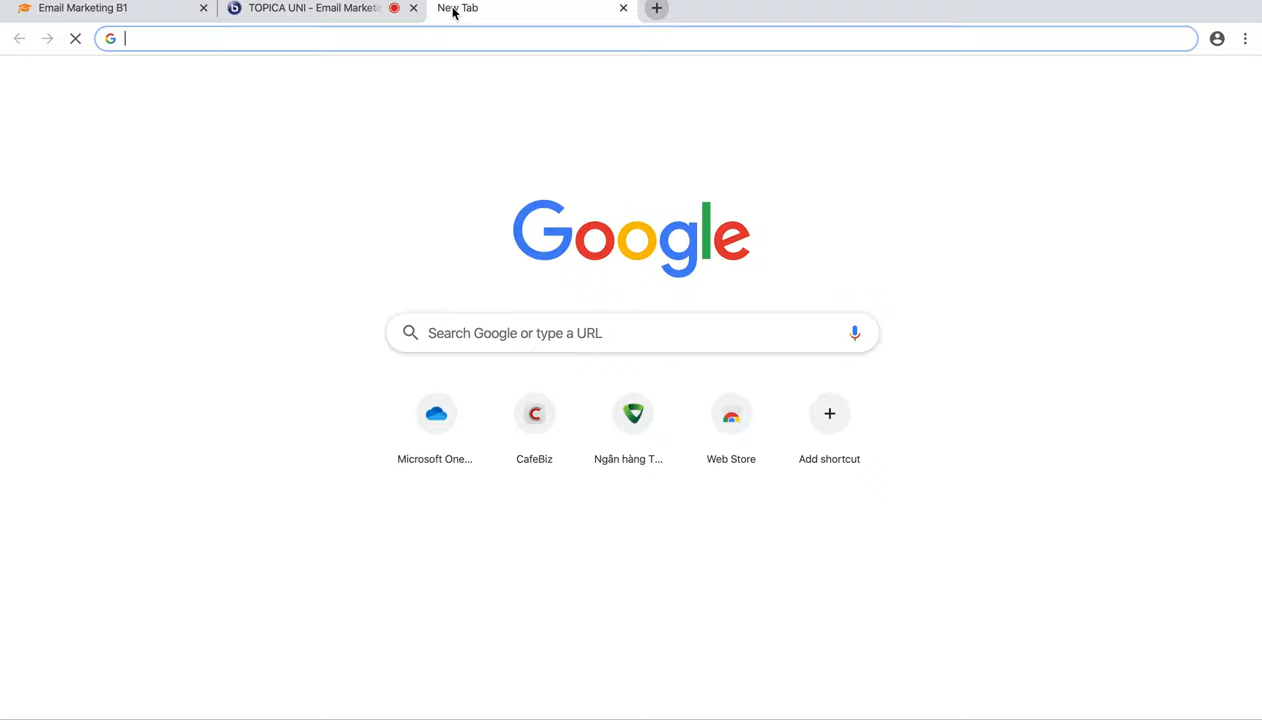 Email Marketing B1
TOPICA UNI - Email Marketin
New Tab
Google
Search Google or type a URL
Microsoft One...
CafeBiz
Ngân hàng T...
Web Store
Add shortcut